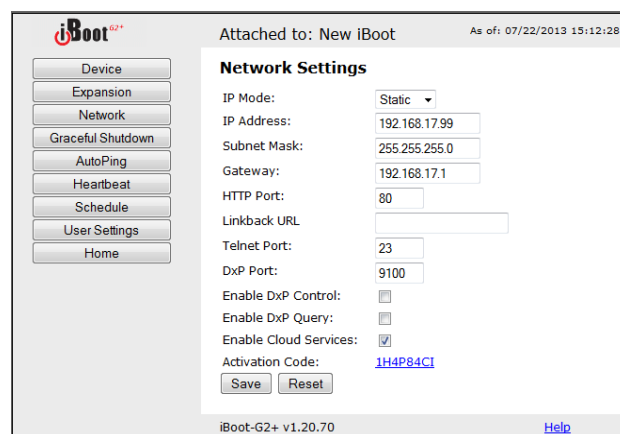 iBoot G2+
Attached to: New iBoot
As of: 07/22/2013 15:12:28
Device
Expansion
Network
Graceful Shutdown
AutoPing
Heartbeat
Schedule
User Settings
Home
Network Settings
IP Mode: Static
IP Address: 192.168.17.99
Subnet Mask: 255.255.255.0
Gateway: 192.168.17.1
HTTP Port: 80
Linkback URL
Telnet Port: 23
DxP Port: 9100
Enable DxP Control:
Enable DxP Query:
Enable Cloud Services:
Activation Code: 1H4P84CI
Save Reset
iBoot-G2+ v1.20.70 Help